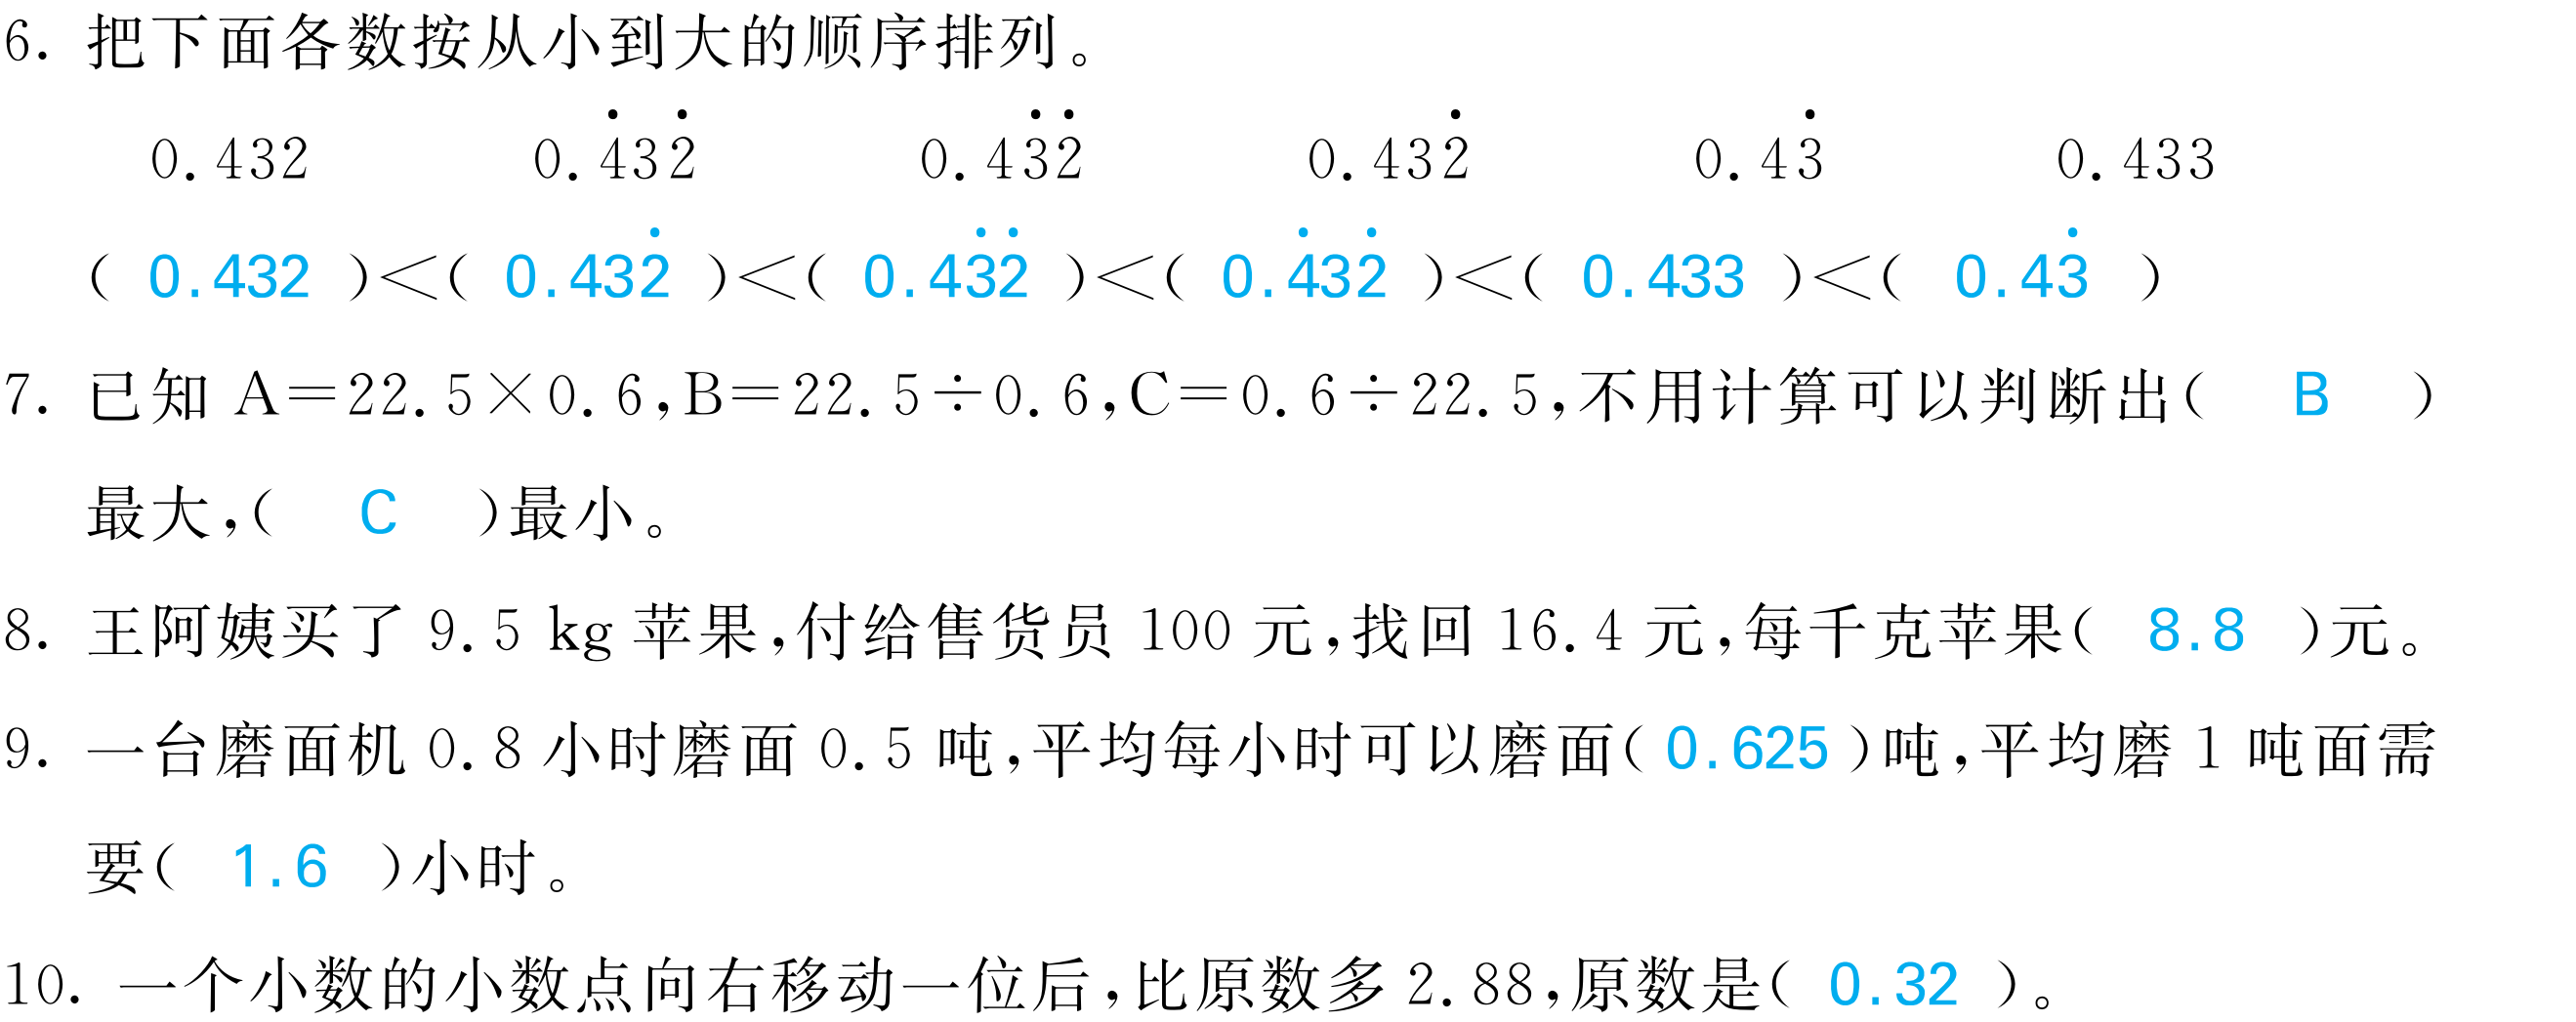 6. 把下面各数按从小到大的顺序排列。
0.432 0.4̇32̇ 0.43̇2̇ 0.432̇ 0.43̇ 0.433
( 0.432 )<( 0.432̇ )<( 0.43̇2̇ )<( 0.4̇32̇ )<( 0.433 )<( 0.43̇ )
7. 已知 A=22.5×0.6,B=22.5÷0.6,C=0.6÷22.5,不用计算可以判断出( B )
最大,( C )最小。
8. 王阿姨买了 9.5 kg 苹果,付给售货员 100 元,找回 16.4 元,每千克苹果( 8.8 )元。
9. 一台磨面机 0.8 小时磨面 0.5 吨,平均每小时可以磨面( 0.625 )吨,平均磨 1 吨面需
要( 1.6 )小时。
10. 一个小数的小数点向右移动一位后,比原数多 2.88,原数是( 0.32 )。